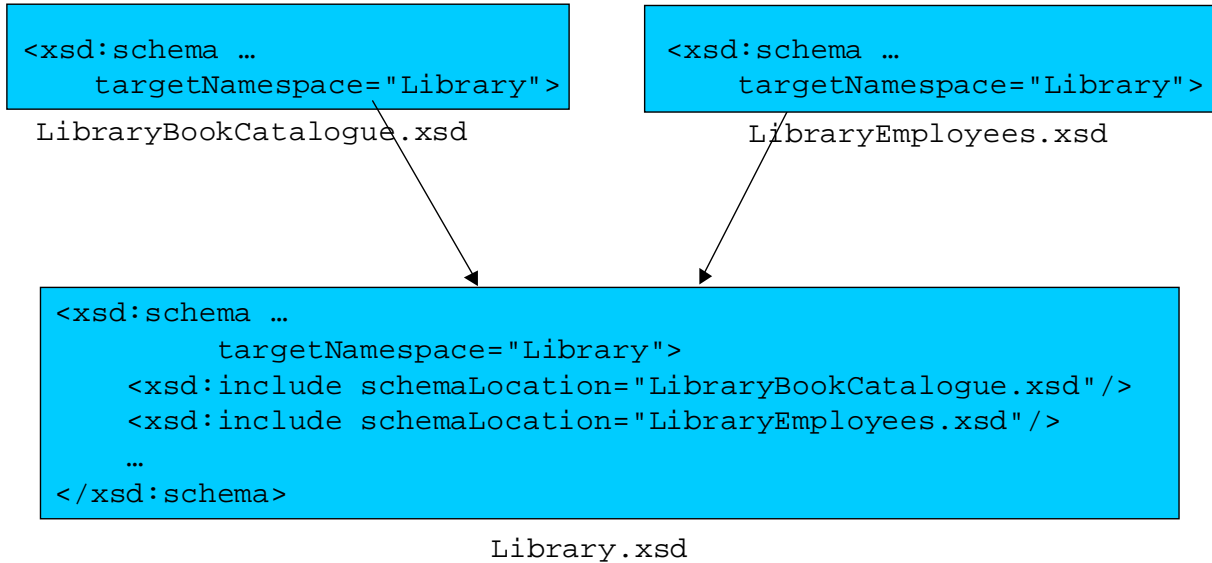 <xsd:schema …
targetNamespace="Library">
LibraryBookCatalogue.xsd
<xsd:schema …
targetNamespace="Library">
LibraryEmployees.xsd
<xsd:schema …
targetNamespace="Library">
<xsd:include schemaLocation="LibraryBookCatalogue.xsd"/>
<xsd:include schemaLocation="LibraryEmployees.xsd"/>
…
</xsd:schema>
Library.xsd